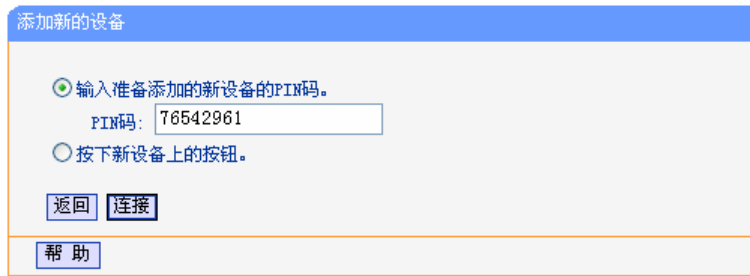 添加新的设备
输入准备添加的新设备的PIN码。
PIN码: 76542961
按下新设备上的按钮。
返回 连接
帮 助